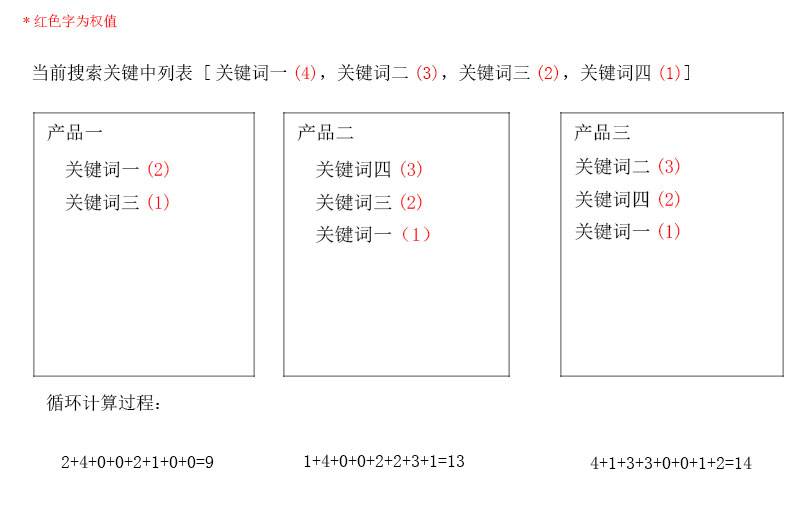 *红色字为权值
当前搜索关键中列表 [ 关键词一 (4), 关键词二 (3), 关键词三 (2), 关键词四 (1)]
产品一
关键词一 (2)
关键词三 (1)
产品二
关键词四 (3)
关键词三 (2)
关键词一（1）
产品三
关键词二 (3)
关键词四 (2)
关键词一 (1)
循环计算过程：
2+4+0+0+2+1+0+0=9
1+4+0+0+2+2+3+1=13
4+1+3+3+0+0+1+2=14